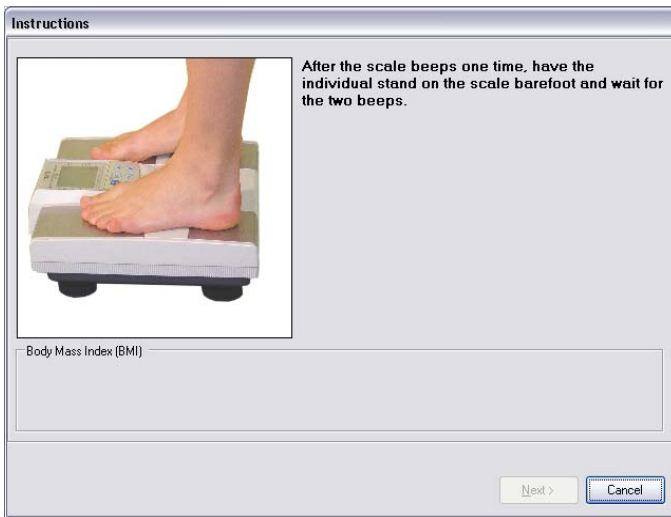 Instructions
After the scale beeps one time, have the
individual stand on the scale barefoot and wait for
the two beeps.
Body Mass Index (BMI)
Next >
Cancel